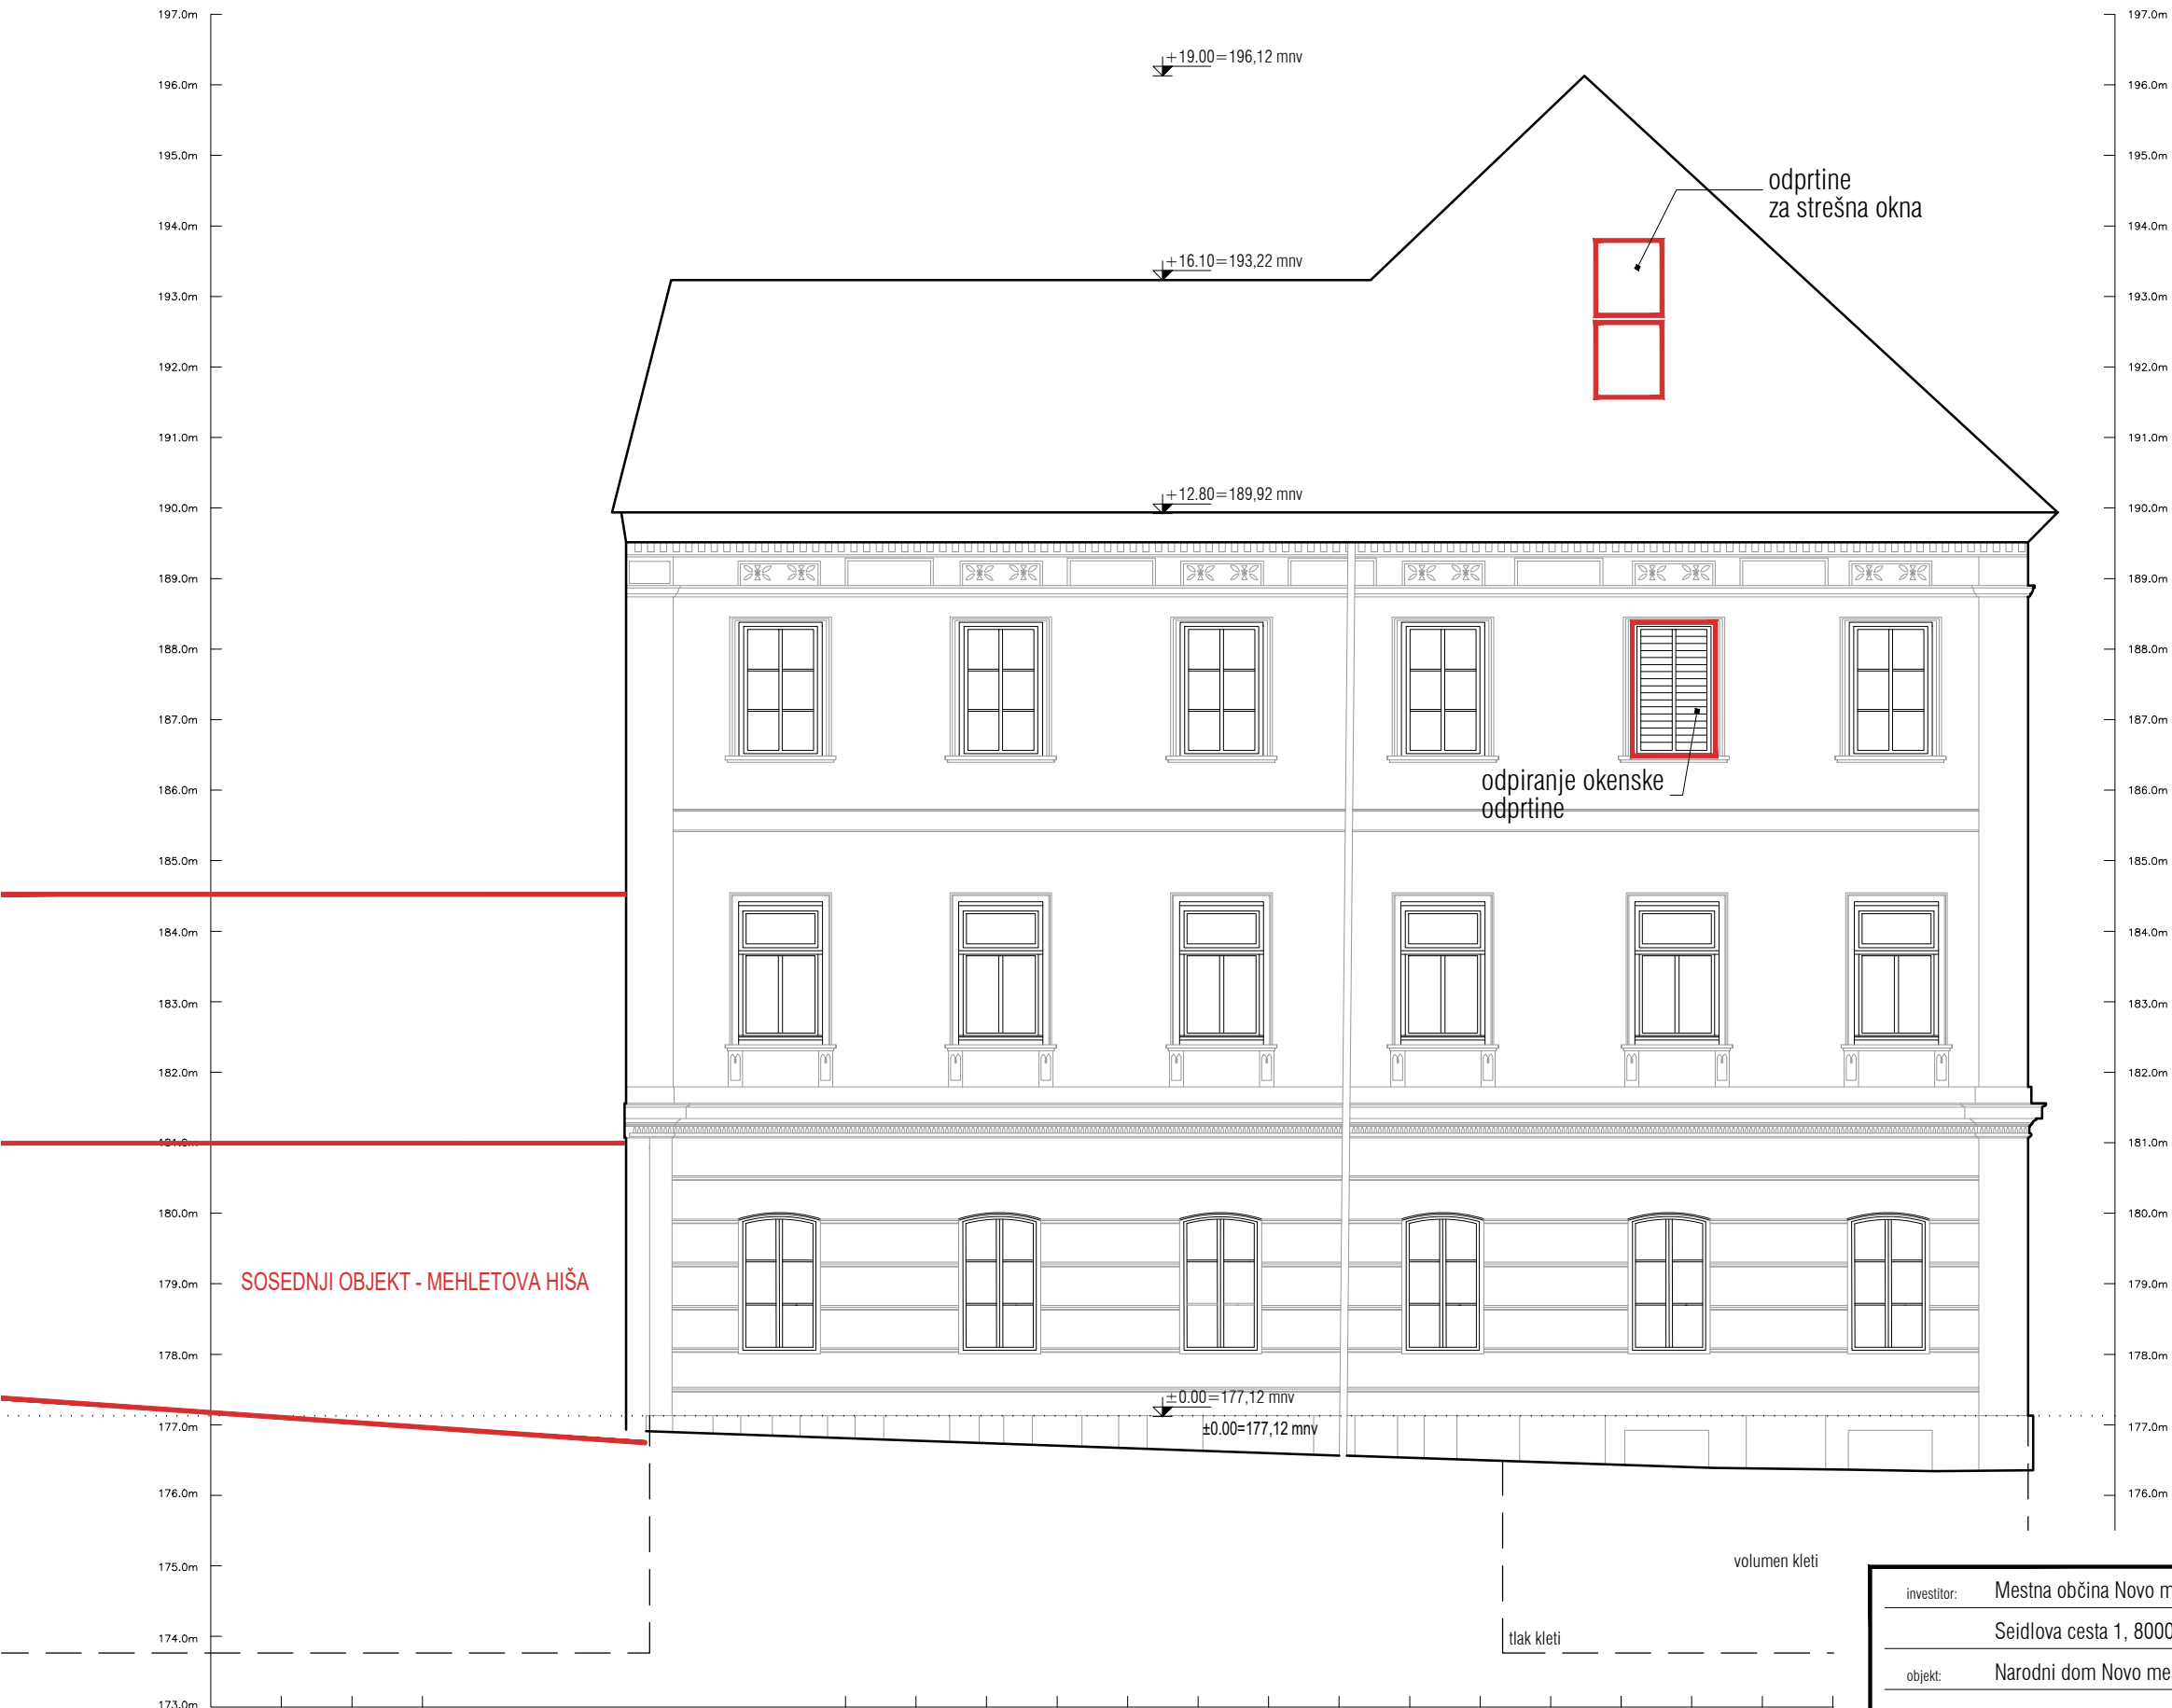 197.0m
197.0m
+19.00=196,12 mnv
196.0m
196.0m
195.0m
195.0m
odprtine
za strešna okna
194.0m
194.0m
+16.10=193,22 mnv
193.0m
193.0m
192.0m
192.0m
191.0m
191.0m
+12.80=189,92 mnv
190.0m
190.0m
189.0m
189.0m
188.0m
188.0m
187.0m
187.0m
odpiranje okenske
odprtine
186.0m
186.0m
185.0m
185.0m
184.0m
184.0m
183.0m
183.0m
182.0m
182.0m
181.0m
181.0m
180.0m
180.0m
SOSEDNJI OBJEKT - MEHLETOVA HIŠA
179.0m
179.0m
178.0m
178.0m
±0.00=177,12 mnv
±0.00=177,12 mnv
177.0m
177.0m
176.0m
176.0m
volumen kleti
175.0m
investitor: Mestna občina Novo m
Seidlova cesta 1, 8000
174.0m
tlak kleti
objekt: Narodni dom Novo me
173.0m